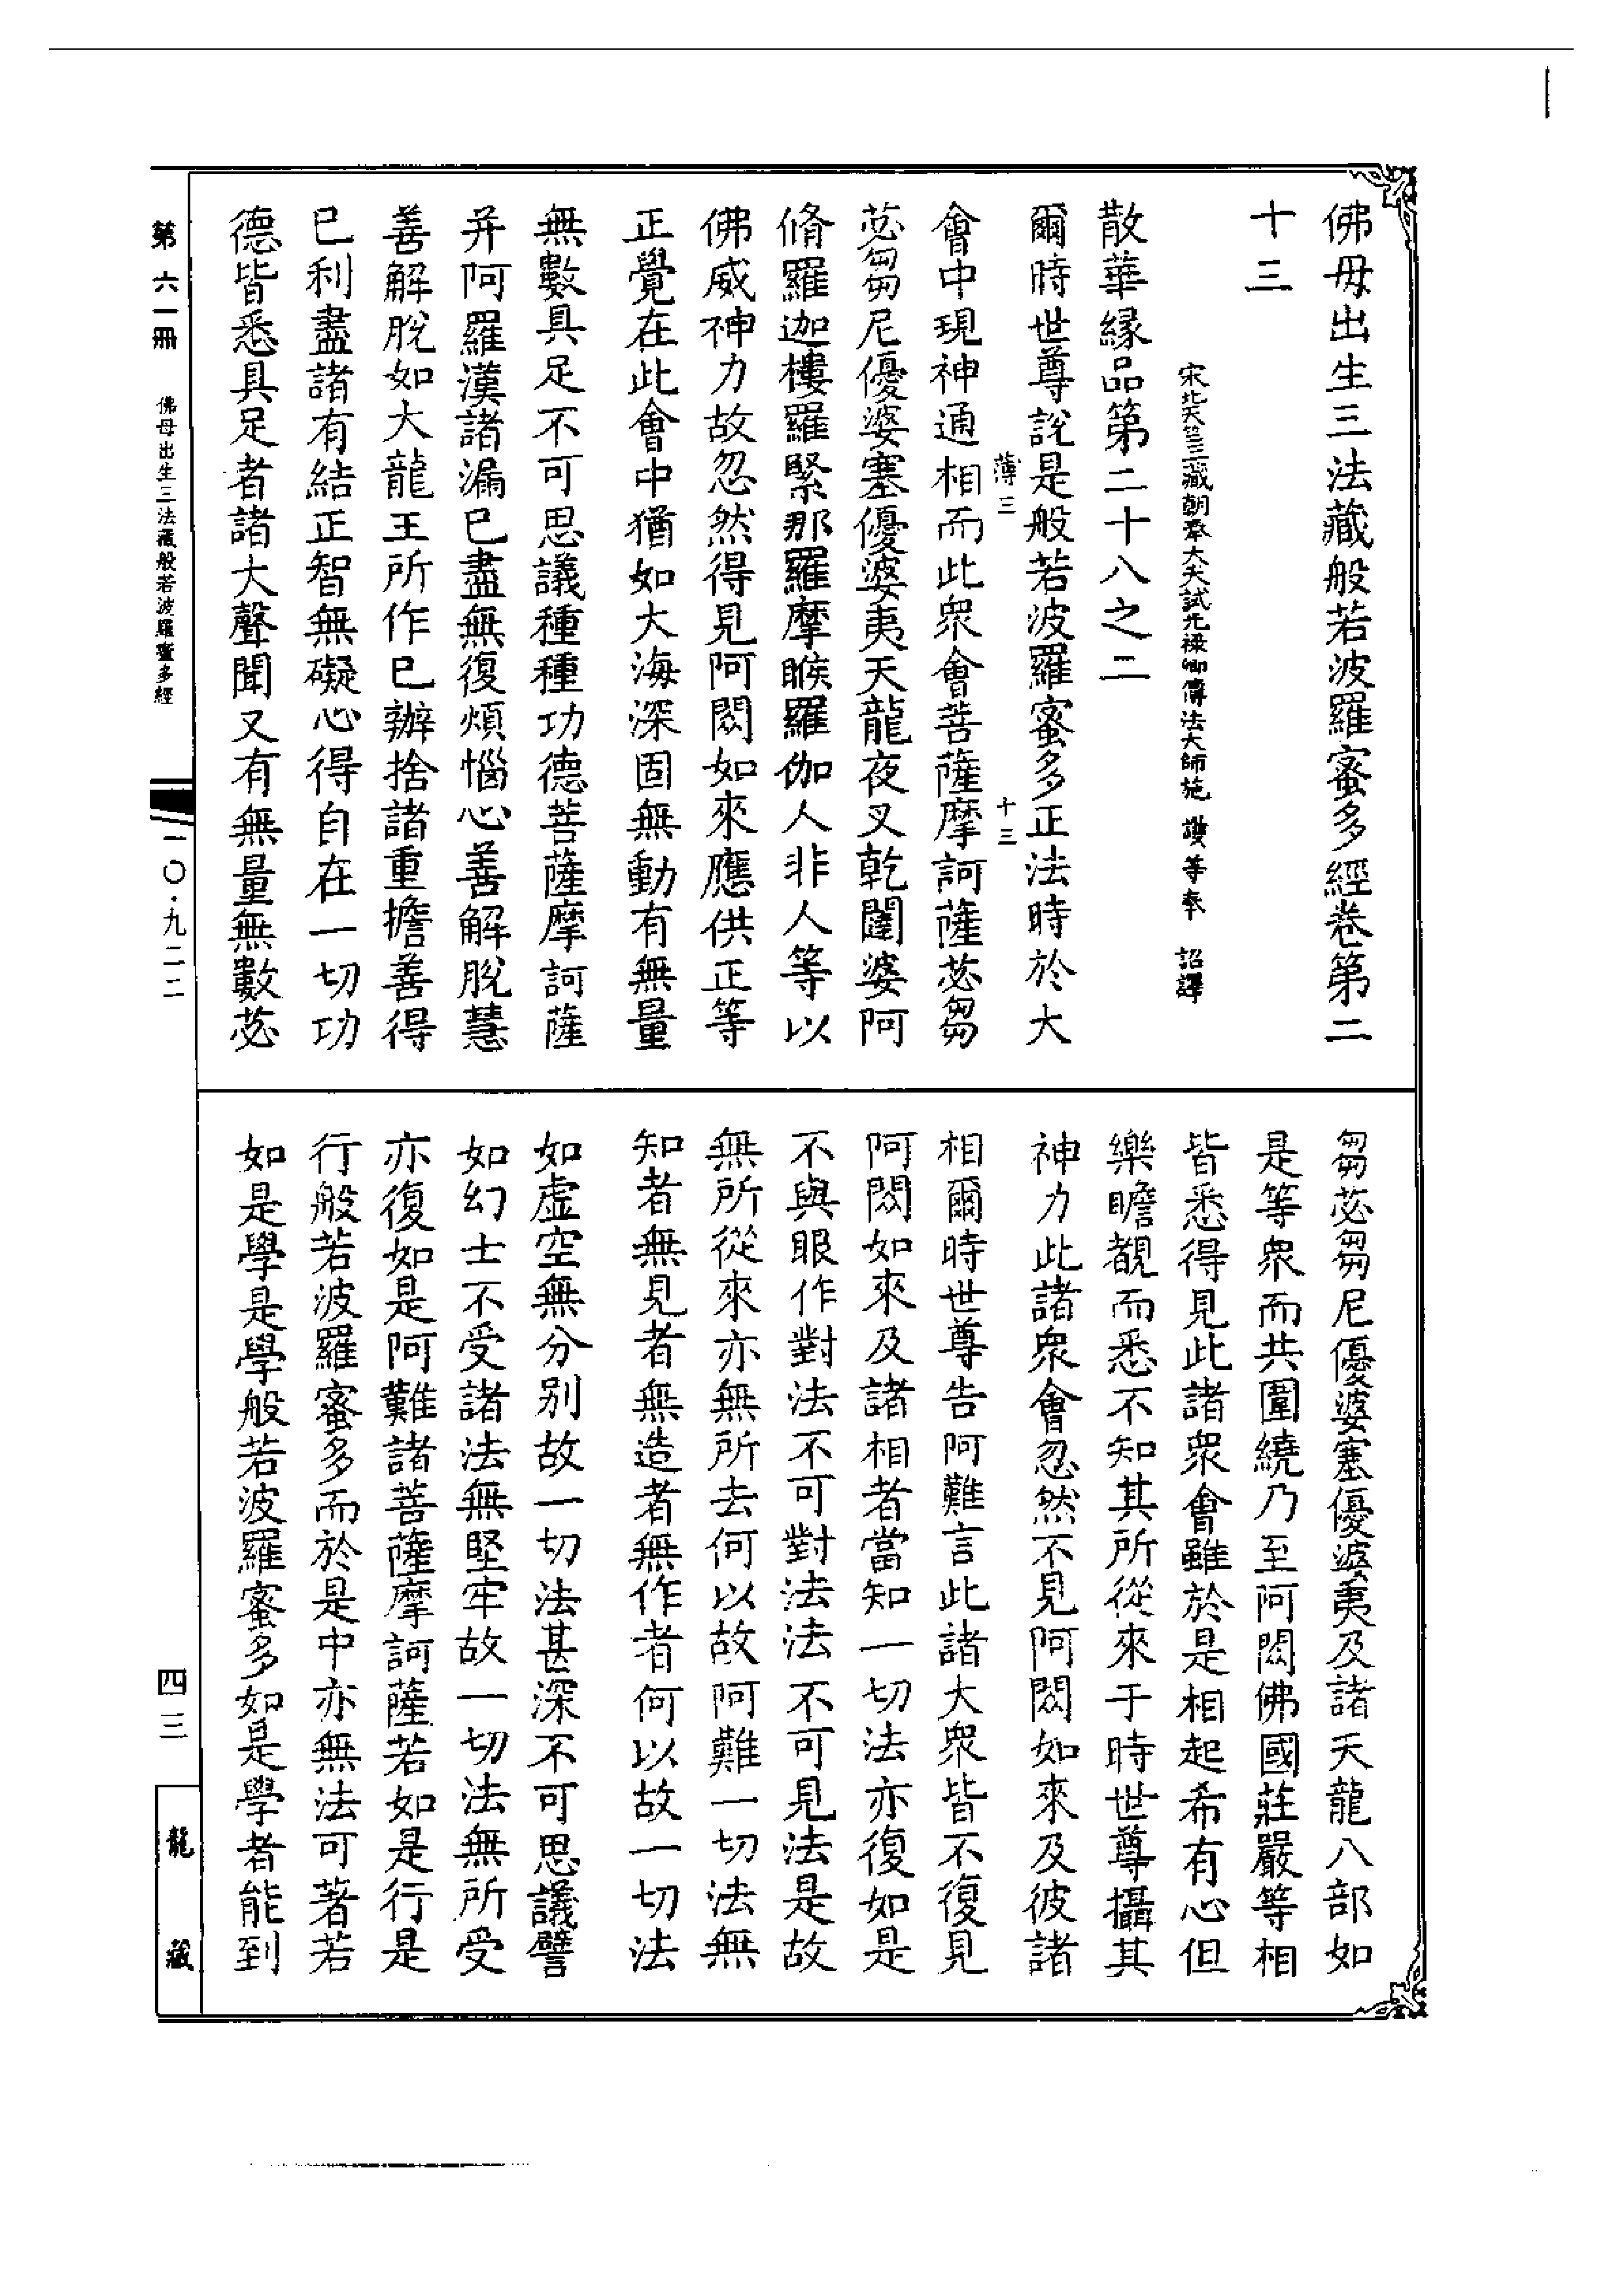 佛母出生三法藏般若波羅蜜多經卷第二
十三
宋北天竺三藏朝奉大夫試光祿卿傳法大師施護等奉詔譯
散華緣品第二十八之二
爾時世尊說是般若波羅蜜多正法時於大
薄三 十三
會中現神通相而此衆會菩薩摩訶薩苾芻
苾芻尼優婆塞優婆夷天龍夜叉乾闥婆阿
脩羅迦樓羅緊那羅摩睺羅伽人非人等以
佛威神力故忽然得見阿閦如來應供正等
正覺在此會中猶如大海深固無動有無量
無數具足不可思議種種功德菩薩摩訶薩
并阿羅漢諸漏已盡無復煩惱心善解脫慧
善解脫如大龍王所作已辦捨諸重擔善得
已利盡諸有結正智無礙心得自在一切功
德皆悉具足者諸大聲聞又有無量無數苾
芻苾芻尼優婆塞優婆夷及諸天龍八部如
是等衆而共圍繞乃至阿閦佛國莊嚴等相
皆悉得見此諸衆會雖於是相起希有心但
樂瞻覩而悉不知其所從來于時世尊攝其
神力此諸衆會忽然不見阿閦如來及彼諸
相爾時世尊告阿難言此諸大衆皆不復見
阿閦如來及諸相者當知一切法亦復如是
不與眼作對法不可對法法不可見法是故
無所從來亦無所去何以故阿難一切法無
知者無見者無造者無作者何以故一切法
如虛空無分別故一切法甚深不可思議譬
如幻士不受諸法無堅牢故一切法無所受
亦復如是阿難諸菩薩摩訶薩若如是行是
行般若波羅蜜多而於是中亦無法可著若
如是學是學般若波羅蜜多如是學者能到
第六一冊 佛母出生三法藏般若波羅蜜多經
一〇·九二二
四三
龍藏